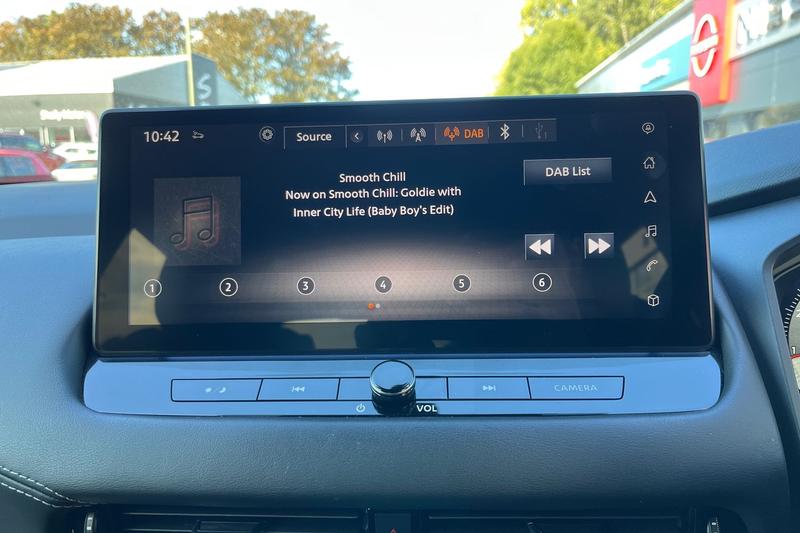 10:42
Source
DAB
Smooth Chill
Now on Smooth Chill: Goldie with
Inner City Life (Baby Boy's Edit)
DAB List
1
2
3
4
5
6
CAMERA
VOL